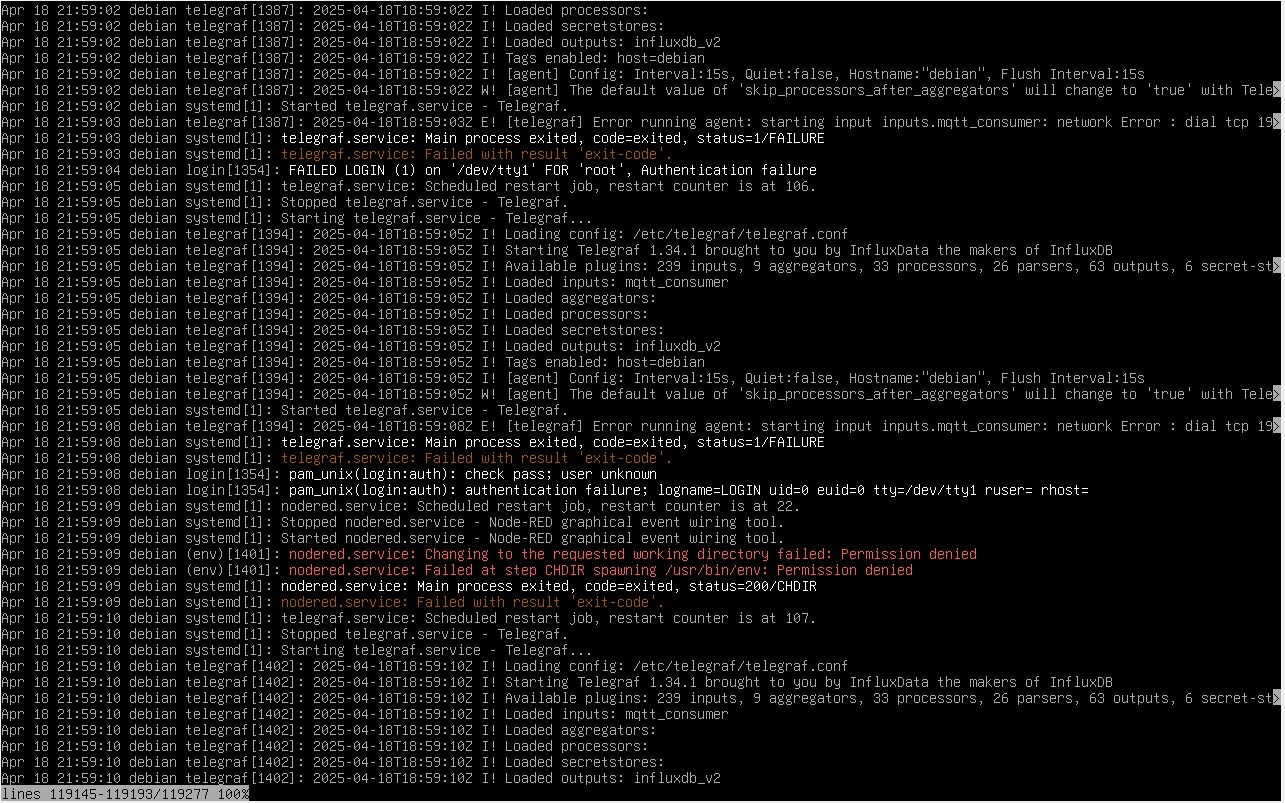 Apr 18 21:59:02 debian telegraf[1387]: 2025-04-18T18:59:02Z I! Loaded processors:
Apr 18 21:59:02 debian telegraf[1387]: 2025-04-18T18:59:02Z I! Loaded secretstores:
Apr 18 21:59:02 debian telegraf[1387]: 2025-04-18T18:59:02Z I! Loaded outputs: influxdb_v2
Apr 18 21:59:02 debian telegraf[1387]: 2025-04-18T18:59:02Z I! Tags enabled: host=debian
Apr 18 21:59:02 debian telegraf[1387]: 2025-04-18T18:59:02Z I! [agent] Config: Interval:15s, Quiet:false, Hostname:"debian", Flush Interval:15s
Apr 18 21:59:02 debian telegraf[1387]: 2025-04-18T18:59:02Z W! [agent] The default value of 'skip_processors_after_aggregators' will change to 'true' with Tele>
Apr 18 21:59:02 debian systemd[1]: Started telegraf.service - Telegraf.
Apr 18 21:59:03 debian telegraf[1387]: 2025-04-18T18:59:03Z E! [telegraf] Error running agent: starting input inputs.mqtt_consumer: network Error : dial tcp 19>
Apr 18 21:59:03 debian systemd[1]: telegraf.service: Main process exited, code=exited, status=1/FAILURE
Apr 18 21:59:03 debian systemd[1]: telegraf.service: Failed with result 'exit-code'.
Apr 18 21:59:04 debian login[1354]: FAILED LOGIN (1) on '/dev/tty1' FOR 'root', Authentication failure
Apr 18 21:59:05 debian systemd[1]: telegraf.service: Scheduled restart job, restart counter is at 106.
Apr 18 21:59:05 debian systemd[1]: Stopped telegraf.service - Telegraf.
Apr 18 21:59:05 debian systemd[1]: Starting telegraf.service - Telegraf...
Apr 18 21:59:05 debian telegraf[1394]: 2025-04-18T18:59:05Z I! Loading config: /etc/telegraf/telegraf.conf
Apr 18 21:59:05 debian telegraf[1394]: 2025-04-18T18:59:05Z I! Starting Telegraf 1.34.1 brought to you by InfluxData the makers of InfluxDB
Apr 18 21:59:05 debian telegraf[1394]: 2025-04-18T18:59:05Z I! Available plugins: 239 inputs, 9 aggregators, 33 processors, 26 parsers, 63 outputs, 6 secret-st>
Apr 18 21:59:05 debian telegraf[1394]: 2025-04-18T18:59:05Z I! Loaded inputs: mqtt_consumer
Apr 18 21:59:05 debian telegraf[1394]: 2025-04-18T18:59:05Z I! Loaded aggregators:
Apr 18 21:59:05 debian telegraf[1394]: 2025-04-18T18:59:05Z I! Loaded processors:
Apr 18 21:59:05 debian telegraf[1394]: 2025-04-18T18:59:05Z I! Loaded secretstores:
Apr 18 21:59:05 debian telegraf[1394]: 2025-04-18T18:59:05Z I! Loaded outputs: influxdb_v2
Apr 18 21:59:05 debian telegraf[1394]: 2025-04-18T18:59:05Z I! Tags enabled: host=debian
Apr 18 21:59:05 debian telegraf[1394]: 2025-04-18T18:59:05Z I! [agent] Config: Interval:15s, Quiet:false, Hostname:"debian", Flush Interval:15s
Apr 18 21:59:05 debian telegraf[1394]: 2025-04-18T18:59:05Z W! [agent] The default value of 'skip_processors_after_aggregators' will change to 'true' with Tele>
Apr 18 21:59:05 debian systemd[1]: Started telegraf.service - Telegraf.
Apr 18 21:59:08 debian telegraf[1394]: 2025-04-18T18:59:08Z E! [telegraf] Error running agent: starting input inputs.mqtt_consumer: network Error : dial tcp 19>
Apr 18 21:59:08 debian systemd[1]: telegraf.service: Main process exited, code=exited, status=1/FAILURE
Apr 18 21:59:08 debian systemd[1]: telegraf.service: Failed with result 'exit-code'.
Apr 18 21:59:08 debian login[1354]: pam_unix(login:auth): check pass; user unknown
Apr 18 21:59:08 debian login[1354]: pam_unix(login:auth): authentication failure; logname=LOGIN uid=0 euid=0 tty=/dev/tty1 ruser= rhost=
Apr 18 21:59:09 debian systemd[1]: nodered.service: Scheduled restart job, restart counter is at 22.
Apr 18 21:59:09 debian systemd[1]: Stopped nodered.service - Node-RED graphical event wiring tool.
Apr 18 21:59:09 debian systemd[1]: Started nodered.service - Node-RED graphical event wiring tool.
Apr 18 21:59:09 debian (env)[1401]: nodered.service: Changing to the requested working directory failed: Permission denied
Apr 18 21:59:09 debian (env)[1401]: nodered.service: Failed at step CHDIR spawning /usr/bin/env: Permission denied
Apr 18 21:59:09 debian systemd[1]: nodered.service: Main process exited, code=exited, status=200/CHDIR
Apr 18 21:59:09 debian systemd[1]: nodered.service: Failed with result 'exit-code'.
Apr 18 21:59:10 debian systemd[1]: telegraf.service: Scheduled restart job, restart counter is at 107.
Apr 18 21:59:10 debian systemd[1]: Stopped telegraf.service - Telegraf.
Apr 18 21:59:10 debian systemd[1]: Starting telegraf.service - Telegraf...
Apr 18 21:59:10 debian telegraf[1402]: 2025-04-18T18:59:10Z I! Loading config: /etc/telegraf/telegraf.conf
Apr 18 21:59:10 debian telegraf[1402]: 2025-04-18T18:59:10Z I! Starting Telegraf 1.34.1 brought to you by InfluxData the makers of InfluxDB
Apr 18 21:59:10 debian telegraf[1402]: 2025-04-18T18:59:10Z I! Available plugins: 239 inputs, 9 aggregators, 33 processors, 26 parsers, 63 outputs, 6 secret-st>
Apr 18 21:59:10 debian telegraf[1402]: 2025-04-18T18:59:10Z I! Loaded inputs: mqtt_consumer
Apr 18 21:59:10 debian telegraf[1402]: 2025-04-18T18:59:10Z I! Loaded aggregators:
Apr 18 21:59:10 debian telegraf[1402]: 2025-04-18T18:59:10Z I! Loaded processors:
Apr 18 21:59:10 debian telegraf[1402]: 2025-04-18T18:59:10Z I! Loaded secretstores:
Apr 18 21:59:10 debian telegraf[1402]: 2025-04-18T18:59:10Z I! Loaded outputs: influxdb_v2
lines 119145-119193/119277 100%